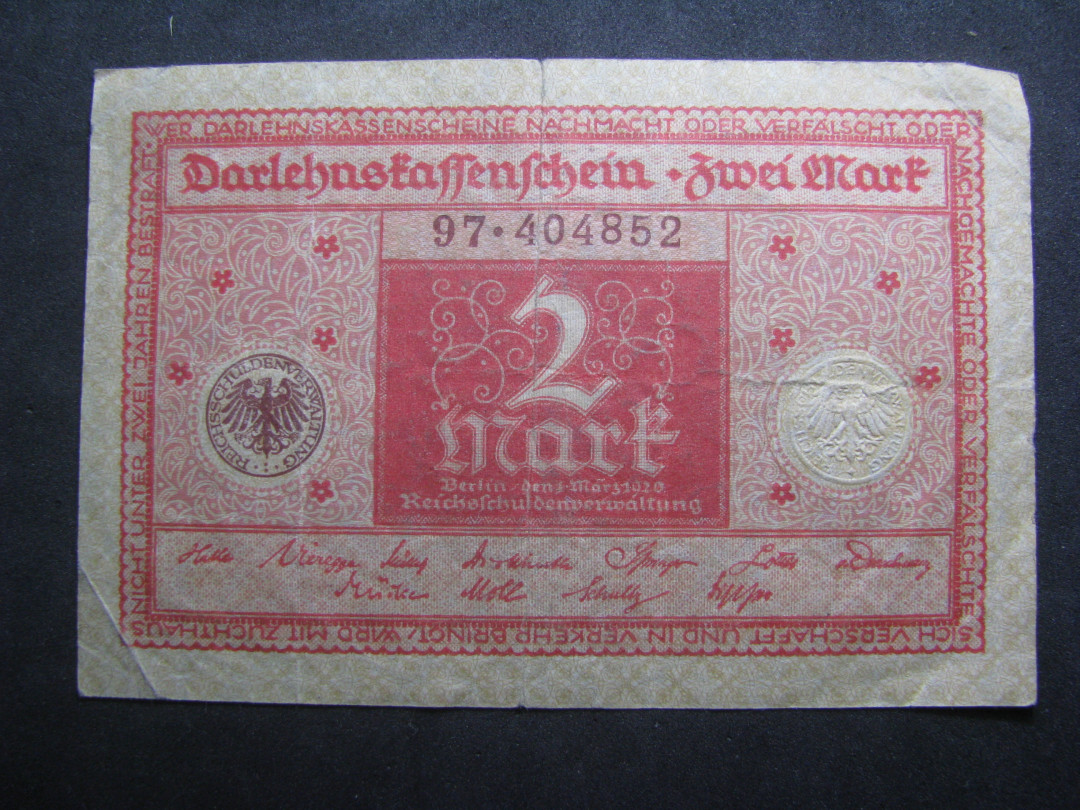 WER DARLEHNSKASSENSCHEINE NACHMACHT ODER VERFÄLSCHT ODER
NACHGEMACHTE ODER VERFÄLSCHTE
SICH VERSCHAFFT UND IN VERKEHR BRINGT, WIRD MIT ZUCHTHAUS
NICHT UNTER ZWEI JAHREN BESTRAFT.
Darlehnskassenschein · Zwei Mark
97·404852
2
Mark
Berlin, den 1. März 1920
Reichsschuldenverwaltung
REICHSSCHULDENVERWALTUNG
Vieregge
Springer
Lotze
Moll
Schultz